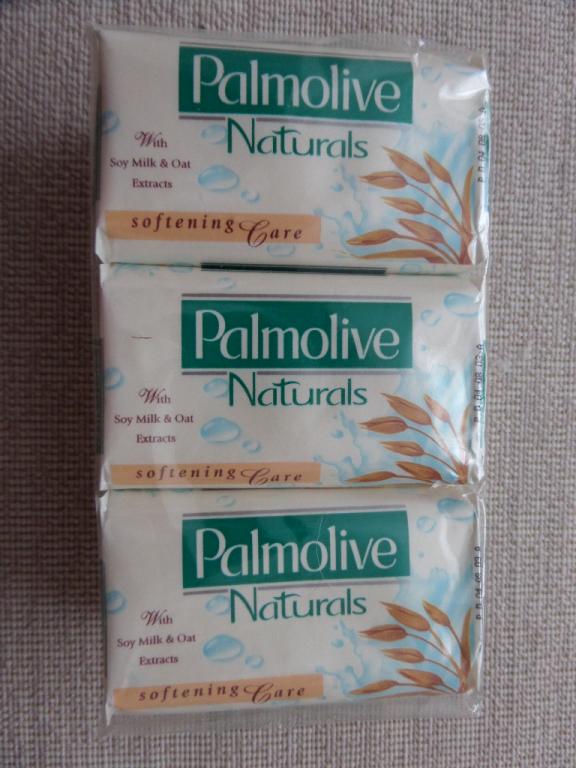 Palmolive
Naturals
With
Soy Milk & Oat
Extracts
softening Care
Palmolive
Naturals
With
Soy Milk & Oat
Extracts
softening Care
Palmolive
Naturals
With
Soy Milk & Oat
Extracts
softening Care